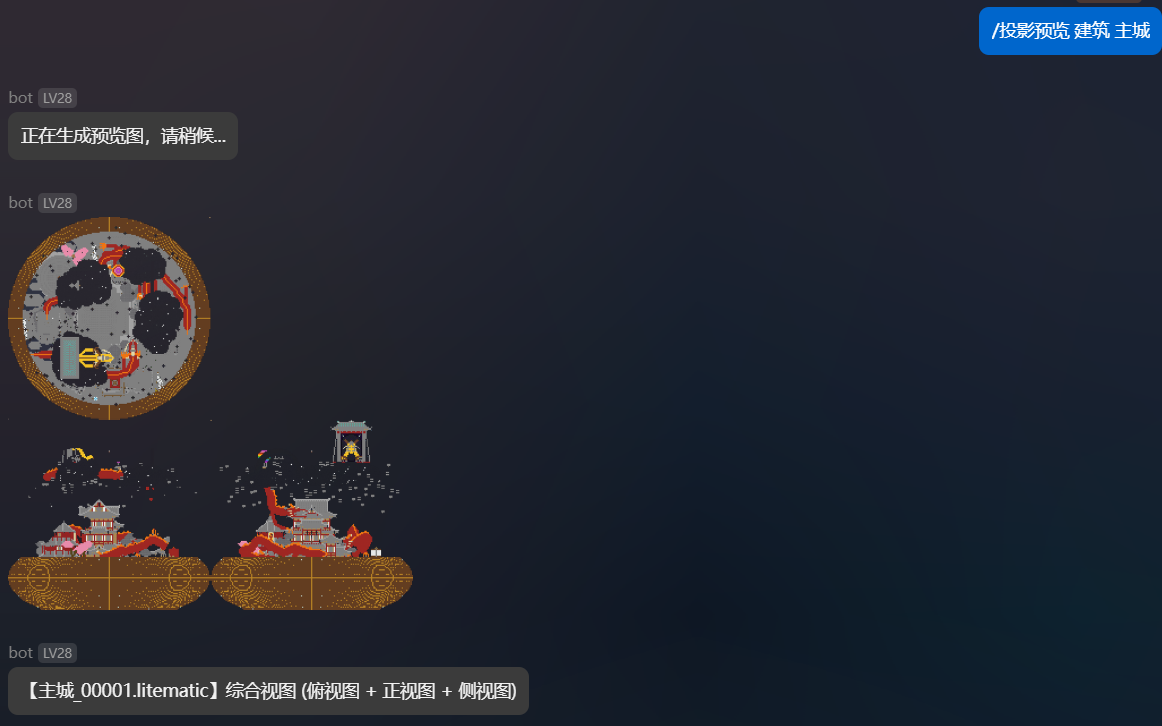 /投影预览 建筑 主城
bot LV28
正在生成预览图，请稍候...
bot LV28
bot LV28
【主城_00001.litematic】综合视图 (俯视图 + 正视图 + 侧视图)